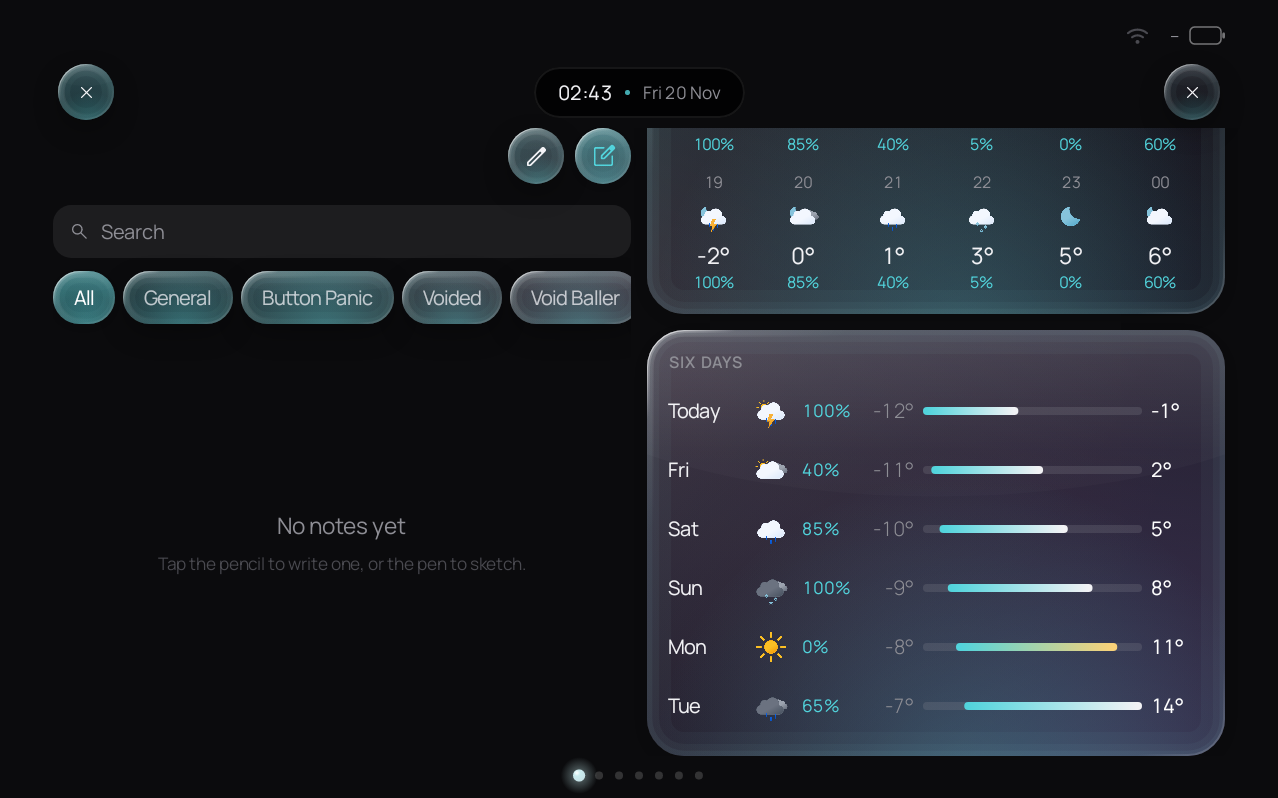 –
02:43 • Fri 20 Nov
Search
All General Button Panic Voided Void Baller
No notes yet
Tap the pencil to write one, or the pen to sketch.
100% 85% 40% 5% 0% 60%
19 20 21 22 23 00
-2° 0° 1° 3° 5° 6°
100% 85% 40% 5% 0% 60%
SIX DAYS
Today 100% -12° -1°
Fri 40% -11° 2°
Sat 85% -10° 5°
Sun 100% -9° 8°
Mon 0% -8° 11°
Tue 65% -7° 14°